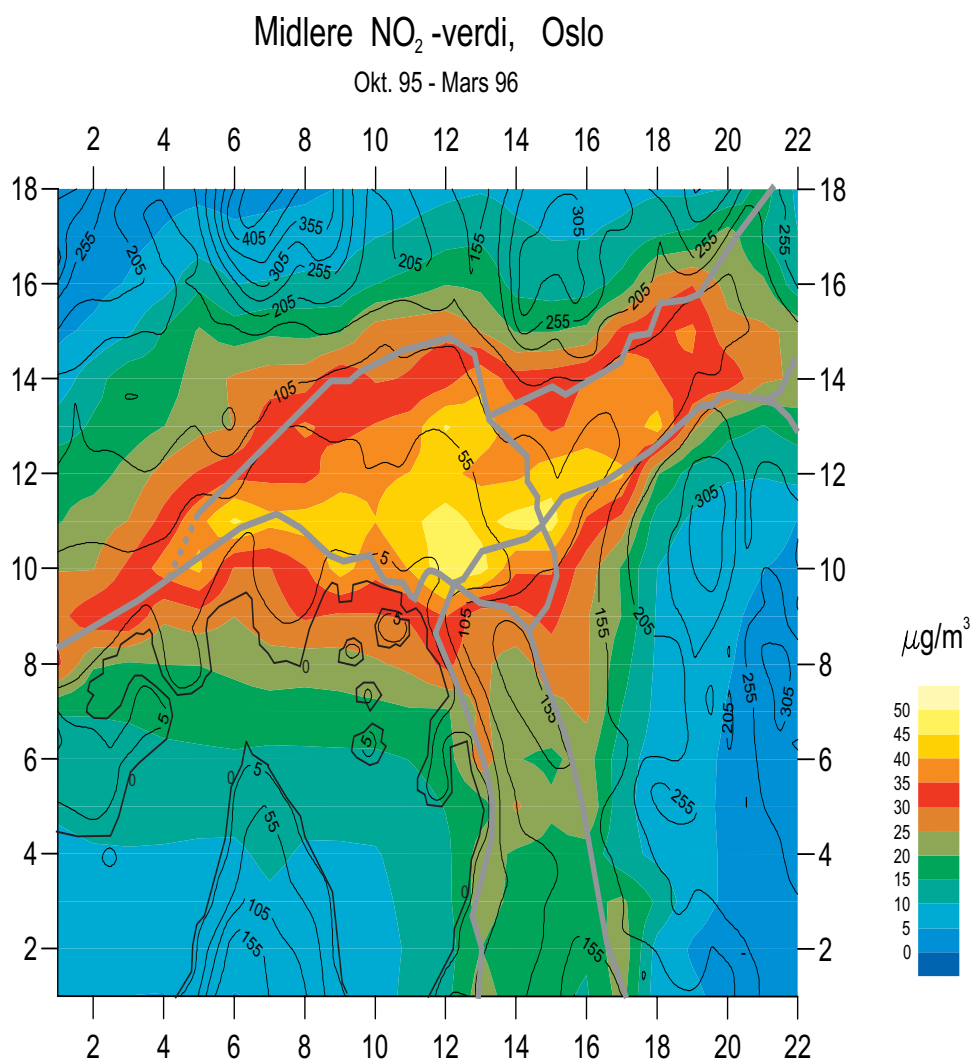 Midlere NO₂ -verdi, Oslo
Okt. 95 - Mars 96
2 4 6 8 10 12 14 16 18 20 22
18 18
16 16
14 14
12 12
10 10
8 8
6 6
4 4
2 2
2 4 6 8 10 12 14 16 18 20 22
255 205 405 355 305 255 205 205 155 305 255 205 255 255
105 55 5 305
5 0 105 155 205
5 5 0 0 155 205 255 305
5 55 105 155 0 155 255
µg/m³
50
45
40
35
30
25
20
15
10
5
0